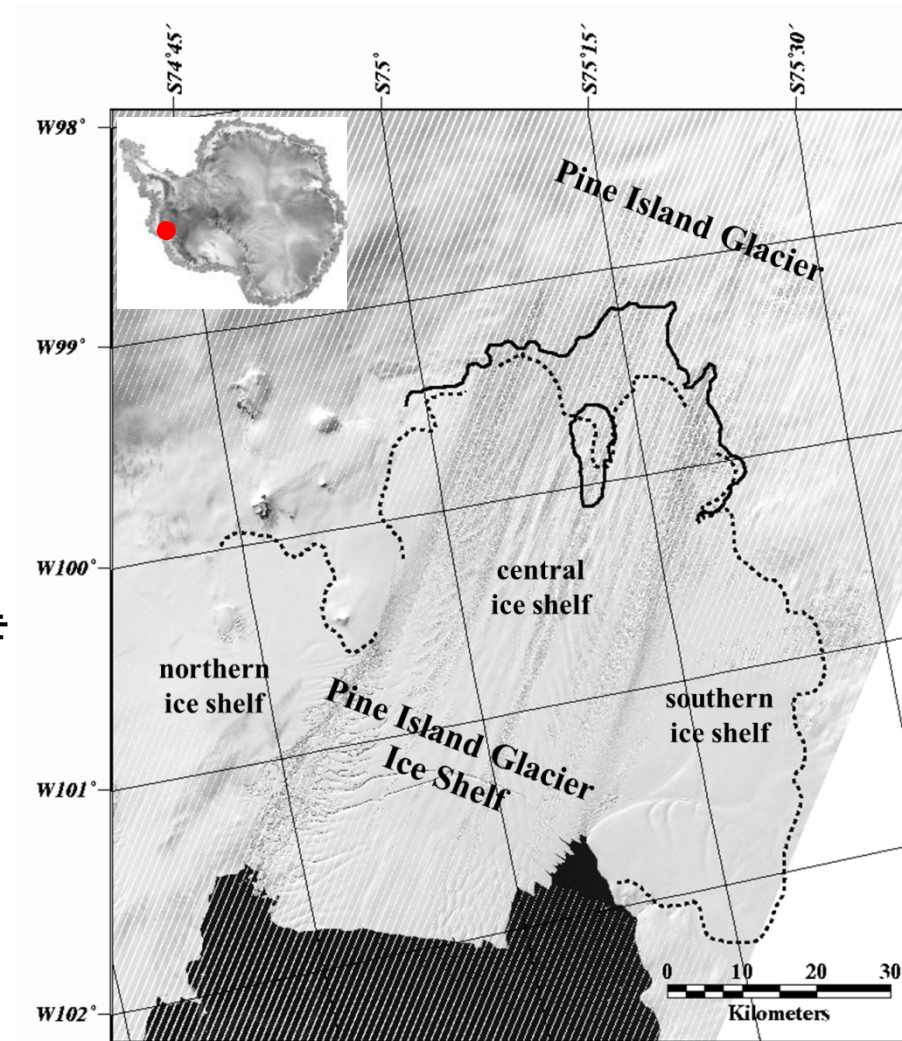 S74°45′
S75°
S75°15′
S75°30′
W98°
Pine Island Glacier
W99°
W100°
central
ice shelf
northern
ice shelf
southern
ice shelf
Pine Island Glacier
Ice Shelf
W101°
W102°
0 10 20 30
Kilometers